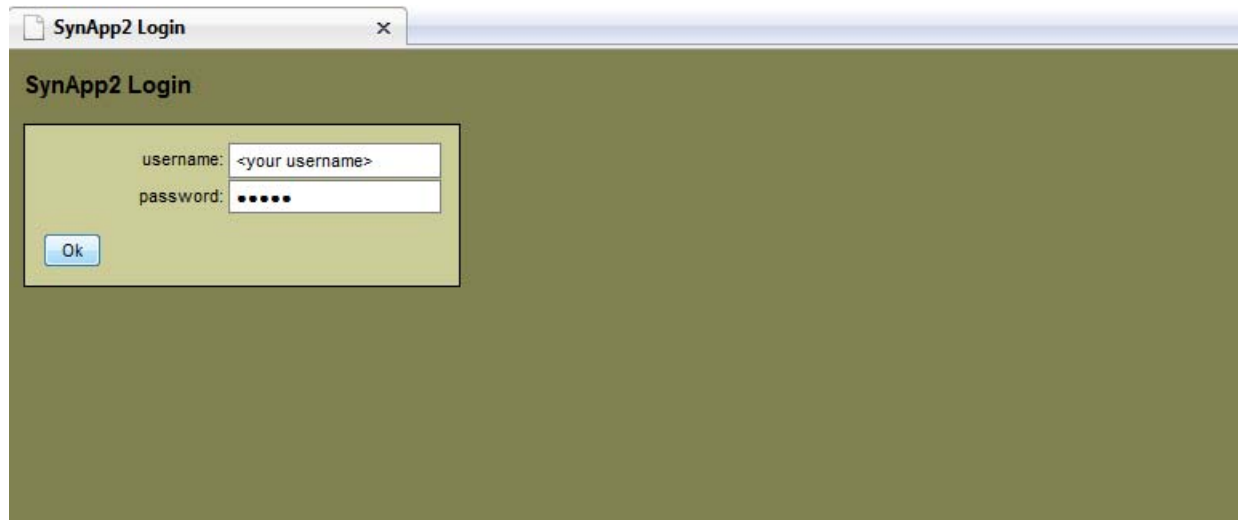 SynApp2 Login
SynApp2 Login
username: <your username>
password: •••••
Ok